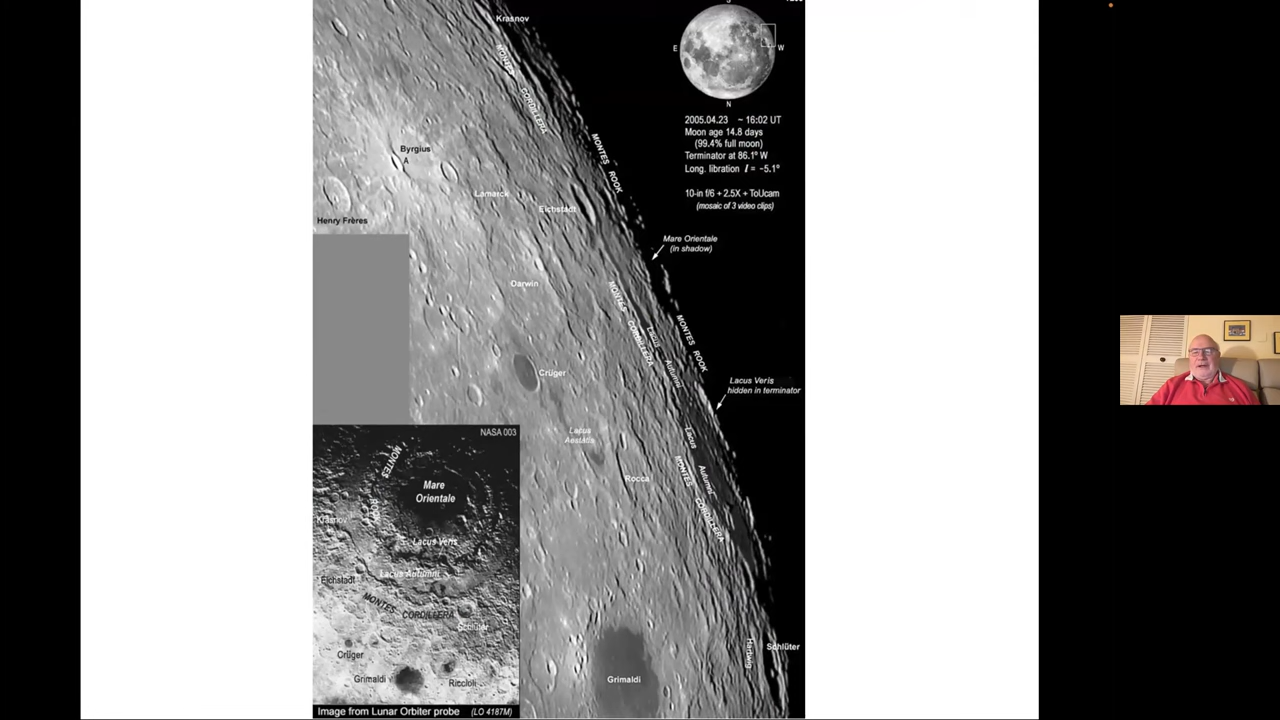 Krasnov
MONTES
CORDILLERA
MONTES ROOK
Byrgius
A
Lamarck
Eichstadt
Henry Frères
Darwin
E
W
N
2005.04.23 ~ 16:02 UT
Moon age 14.8 days
(99.4% full moon)
Terminator at 86.1° W
Long. libration l = −5.1°
10-in f/6 + 2.5X + ToUcam
(mosaic of 3 video clips)
Mare Orientale
(in shadow)
MONTES
CORDILLERA
Lacus
Autumni
MONTES ROOK
Crüger
Lacus Veris
hidden in terminator
Lacus
Aestatis
Lacus
Autumni
MONTES
CORDILLERA
Rocca
Hartwig
Schlüter
Grimaldi
NASA 003
MONTES
ROOK
Mare
Orientale
Krasnov
Lacus Veris
Lacus Autumni
Eichstadt
MONTES
CORDILLERA
Schlüter
Crüger
Grimaldi
Riccioli
Image from Lunar Orbiter probe (LO 4187M)